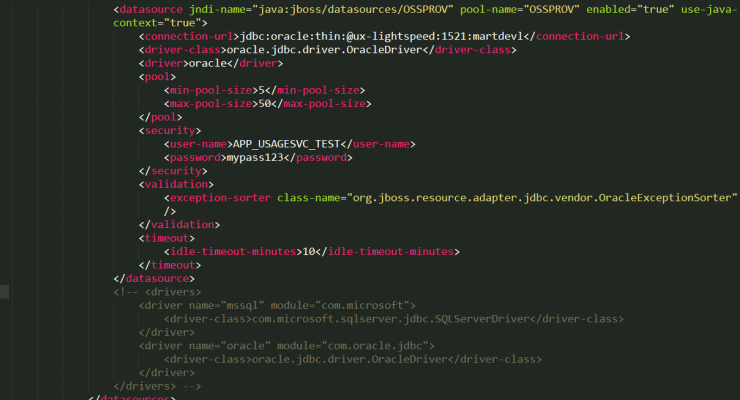 <datasource jndi-name="java:jboss/datasources/OSSPROV" pool-name="OSSPROV" enabled="true" use-java-
context="true">
<connection-url>jdbc:oracle:thin:@ux-lightspeed:1521:martdevl</connection-url>
<driver-class>oracle.jdbc.driver.OracleDriver</driver-class>
<driver>oracle</driver>
<pool>
<min-pool-size>5</min-pool-size>
<max-pool-size>50</max-pool-size>
</pool>
<security>
<user-name>APP_USAGESVC_TEST</user-name>
<password>mypass123</password>
</security>
<validation>
<exception-sorter class-name="org.jboss.resource.adapter.jdbc.vendor.OracleExceptionSorter"
/>
</validation>
<timeout>
<idle-timeout-minutes>10</idle-timeout-minutes>
</timeout>
</datasource>
<!-- <drivers>
<driver name="mssql" module="com.microsoft">
<driver-class>com.microsoft.sqlserver.jdbc.SQLServerDriver</driver-class>
</driver>
<driver name="oracle" module="com.oracle.jdbc">
<driver-class>oracle.jdbc.driver.OracleDriver</driver-class>
</driver>
</drivers> -->
</datasources>